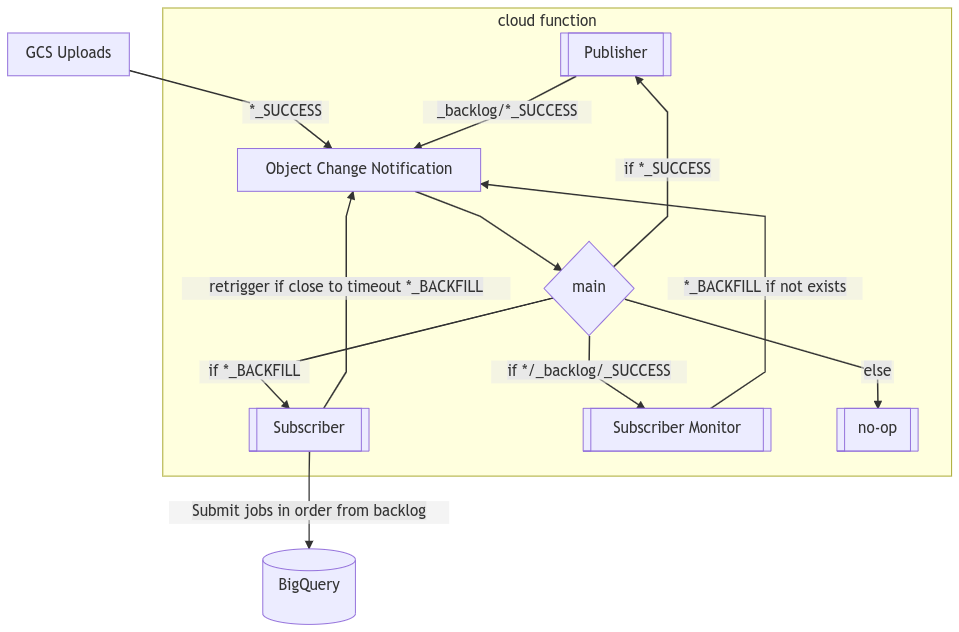 cloud function
GCS Uploads
Publisher
*_SUCCESS
_backlog/*_SUCCESS
Object Change Notification
if *_SUCCESS
retrigger if close to timeout *_BACKFILL
main
*_BACKFILL if not exists
if *_BACKFILL
if */_backlog/_SUCCESS
else
Subscriber
Subscriber Monitor
no-op
Submit jobs in order from backlog
BigQuery